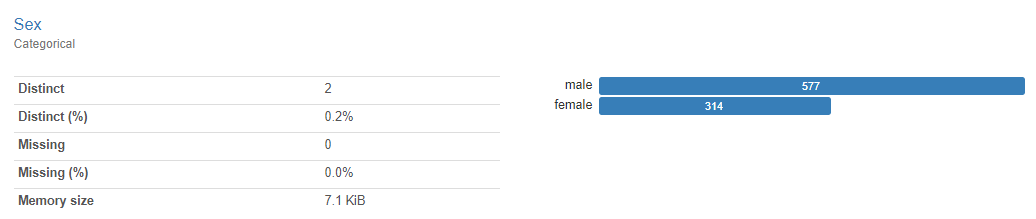 Sex
Categorical
Distinct 2
Distinct (%) 0.2%
Missing 0
Missing (%) 0.0%
Memory size 7.1 KiB
male 577
female 314